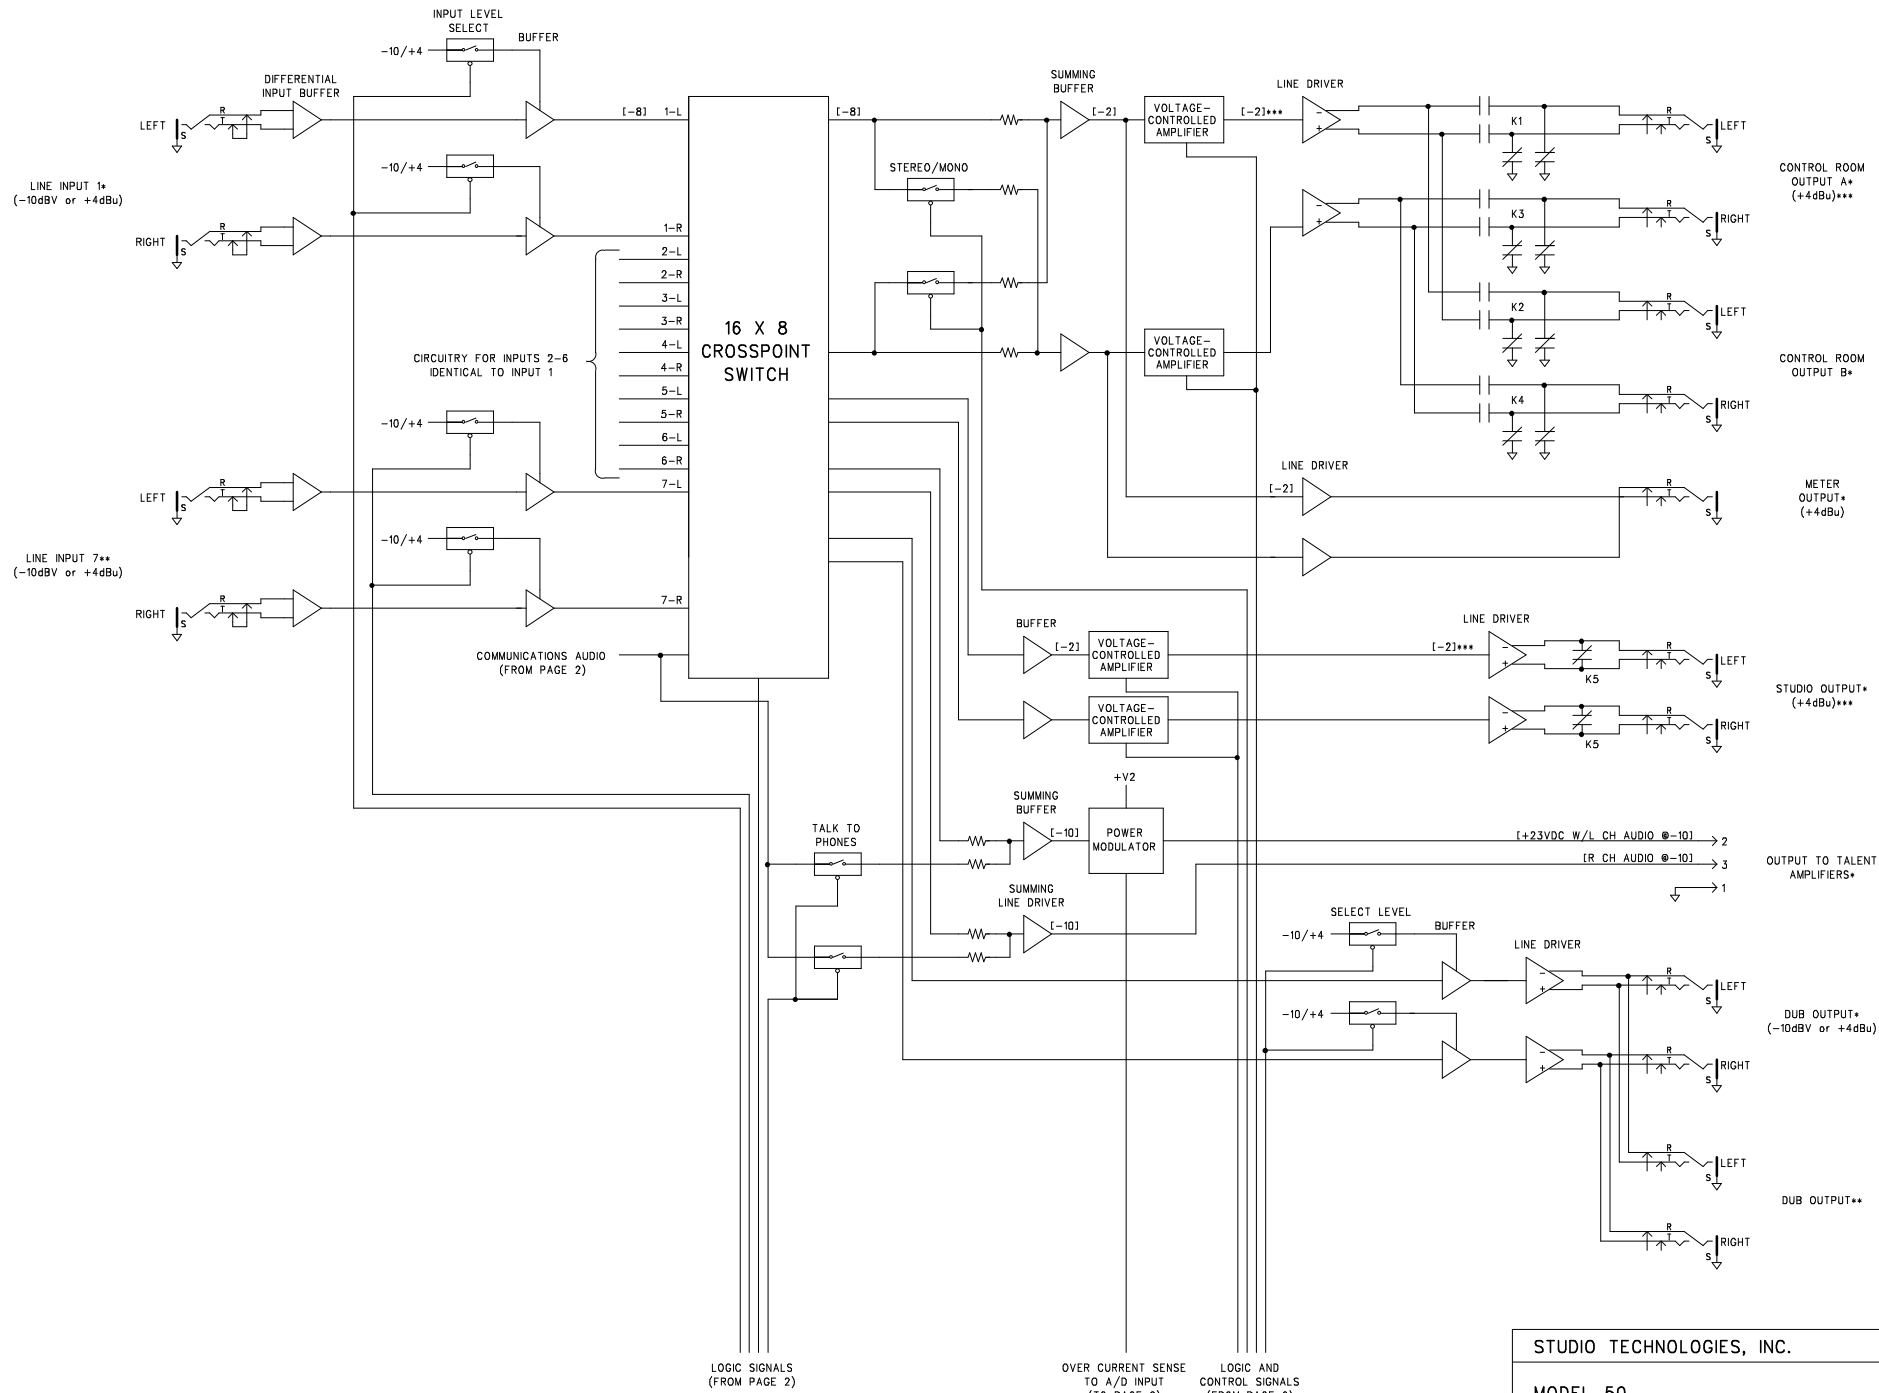 INPUT LEVEL
SELECT
-10/+4
BUFFER
DIFFERENTIAL
INPUT BUFFER
LEFT
R
T
S
[-8]
1-L
-10/+4
LINE INPUT 1*
(-10dBV or +4dBu)
RIGHT
R
T
S
1-R
2-L
2-R
3-L
3-R
4-L
4-R
5-L
5-R
6-L
6-R
7-L
CIRCUITRY FOR INPUTS 2-6
IDENTICAL TO INPUT 1
16 X 8
CROSSPOINT
SWITCH
-10/+4
LEFT
R
T
S
-10/+4
LINE INPUT 7**
(-10dBV or +4dBu)
RIGHT
R
T
S
7-R
COMMUNICATIONS AUDIO
(FROM PAGE 2)
[-8]
STEREO/MONO
SUMMING
BUFFER
[-2]
VOLTAGE-
CONTROLLED
AMPLIFIER
[-2]***
LINE DRIVER
-
+
K1
R
T
S
LEFT
CONTROL ROOM
OUTPUT A*
(+4dBu)***
-
+
K3
R
T
S
RIGHT
K2
R
T
S
LEFT
VOLTAGE-
CONTROLLED
AMPLIFIER
CONTROL ROOM
OUTPUT B*
K4
R
T
S
RIGHT
LINE DRIVER
[-2]
R
T
S
METER
OUTPUT*
(+4dBu)
BUFFER
[-2]
VOLTAGE-
CONTROLLED
AMPLIFIER
[-2]***
LINE DRIVER
-
+
K5
R
T
S
LEFT
STUDIO OUTPUT*
(+4dBu)***
VOLTAGE-
CONTROLLED
AMPLIFIER
-
+
K5
R
T
S
RIGHT
+V2
TALK TO
PHONES
SUMMING
BUFFER
[-10]
POWER
MODULATOR
[+23VDC W/L CH AUDIO @-10]
2
[R CH AUDIO @-10]
3
1
OUTPUT TO TALENT
AMPLIFIERS*
SUMMING
LINE DRIVER
[-10]
SELECT LEVEL
-10/+4
BUFFER
LINE DRIVER
-
+
R
T
S
LEFT
-10/+4
DUB OUTPUT*
(-10dBV or +4dBu)
-
+
R
T
S
RIGHT
R
T
S
LEFT
DUB OUTPUT**
R
T
S
RIGHT
LOGIC SIGNALS
(FROM PAGE 2)
OVER CURRENT SENSE
TO A/D INPUT
LOGIC AND
CONTROL SIGNALS
STUDIO TECHNOLOGIES, INC.